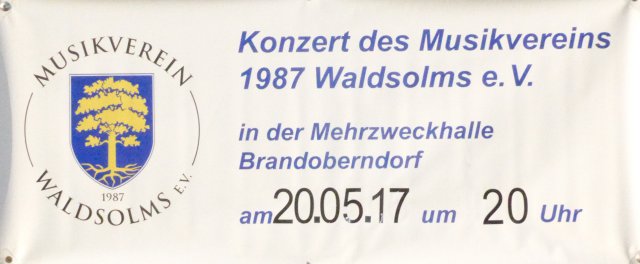 MUSIKVEREIN
1987
WALDSOLMS E.V.
Konzert des Musikvereins
1987 Waldsolms e. V.
in der Mehrzweckhalle
Brandoberndorf
am 20.05.17 um 20 Uhr